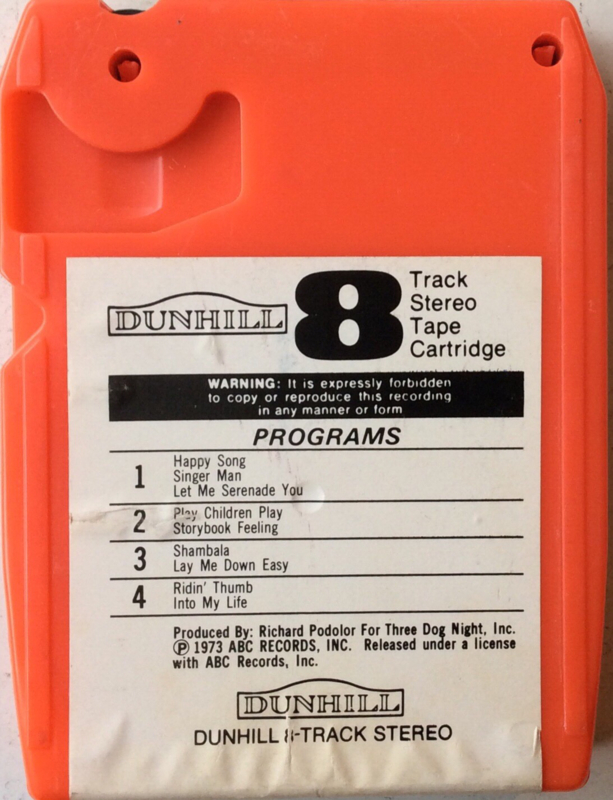 DUNHILL
8
Track
Stereo
Tape
Cartridge
WARNING: It is expressly forbidden
to copy or reproduce this recording
in any manner or form
PROGRAMS
1
Happy Song
Singer Man
Let Me Serenade You
2
Play Children Play
Storybook Feeling
3
Shambala
Lay Me Down Easy
4
Ridin' Thumb
Into My Life
Produced By: Richard Podolor For Three Dog Night, Inc.
Ⓟ 1973 ABC RECORDS, INC. Released under a license
with ABC Records, Inc.
DUNHILL
DUNHILL 8-TRACK STEREO